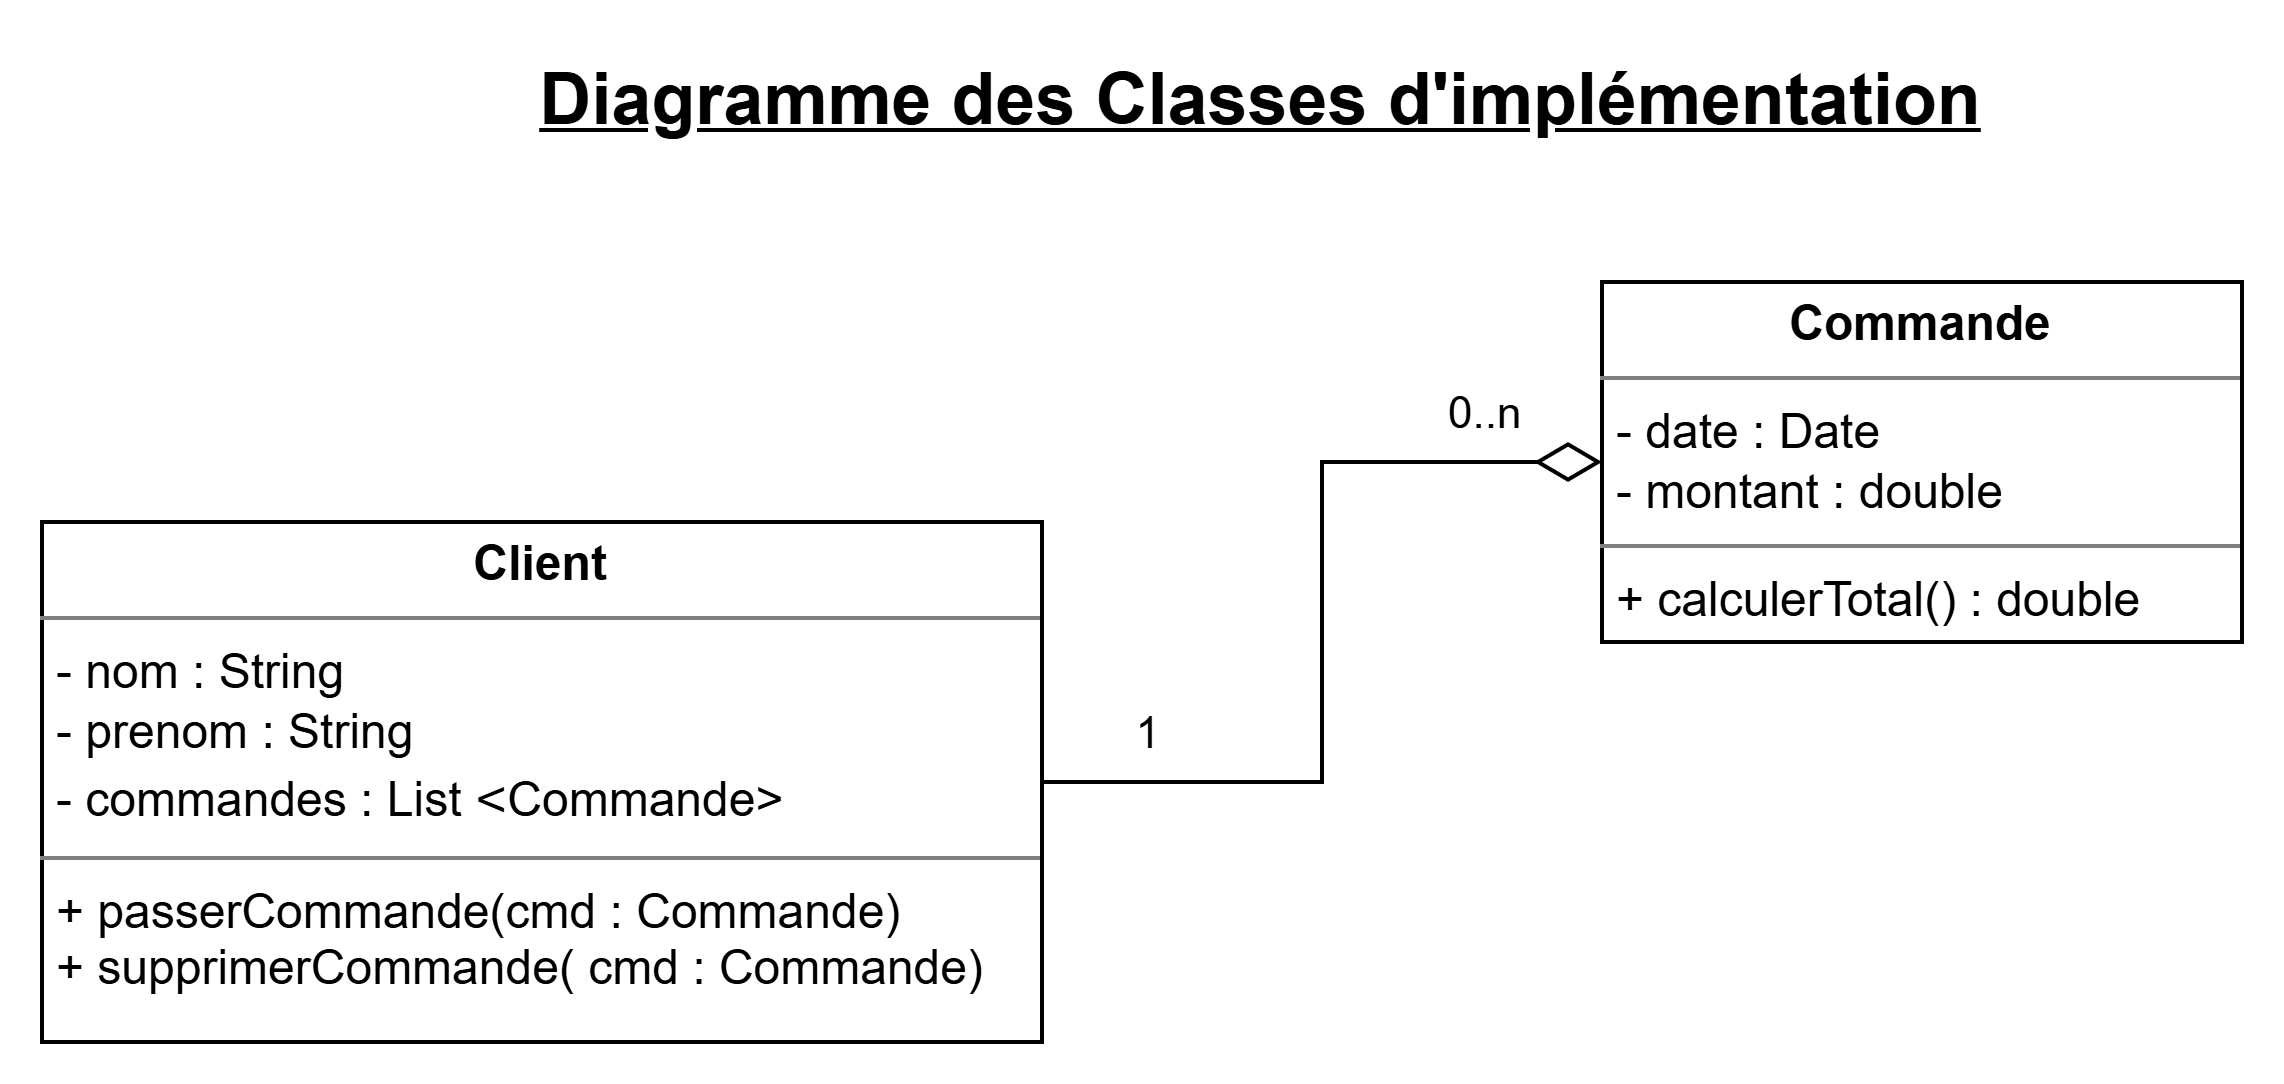 Diagramme des Classes d'implémentation
Commande
- date : Date
- montant : double
+ calculerTotal() : double
0..n
1
Client
- nom : String
- prenom : String
- commandes : List <Commande>
+ passerCommande(cmd : Commande)
+ supprimerCommande( cmd : Commande)